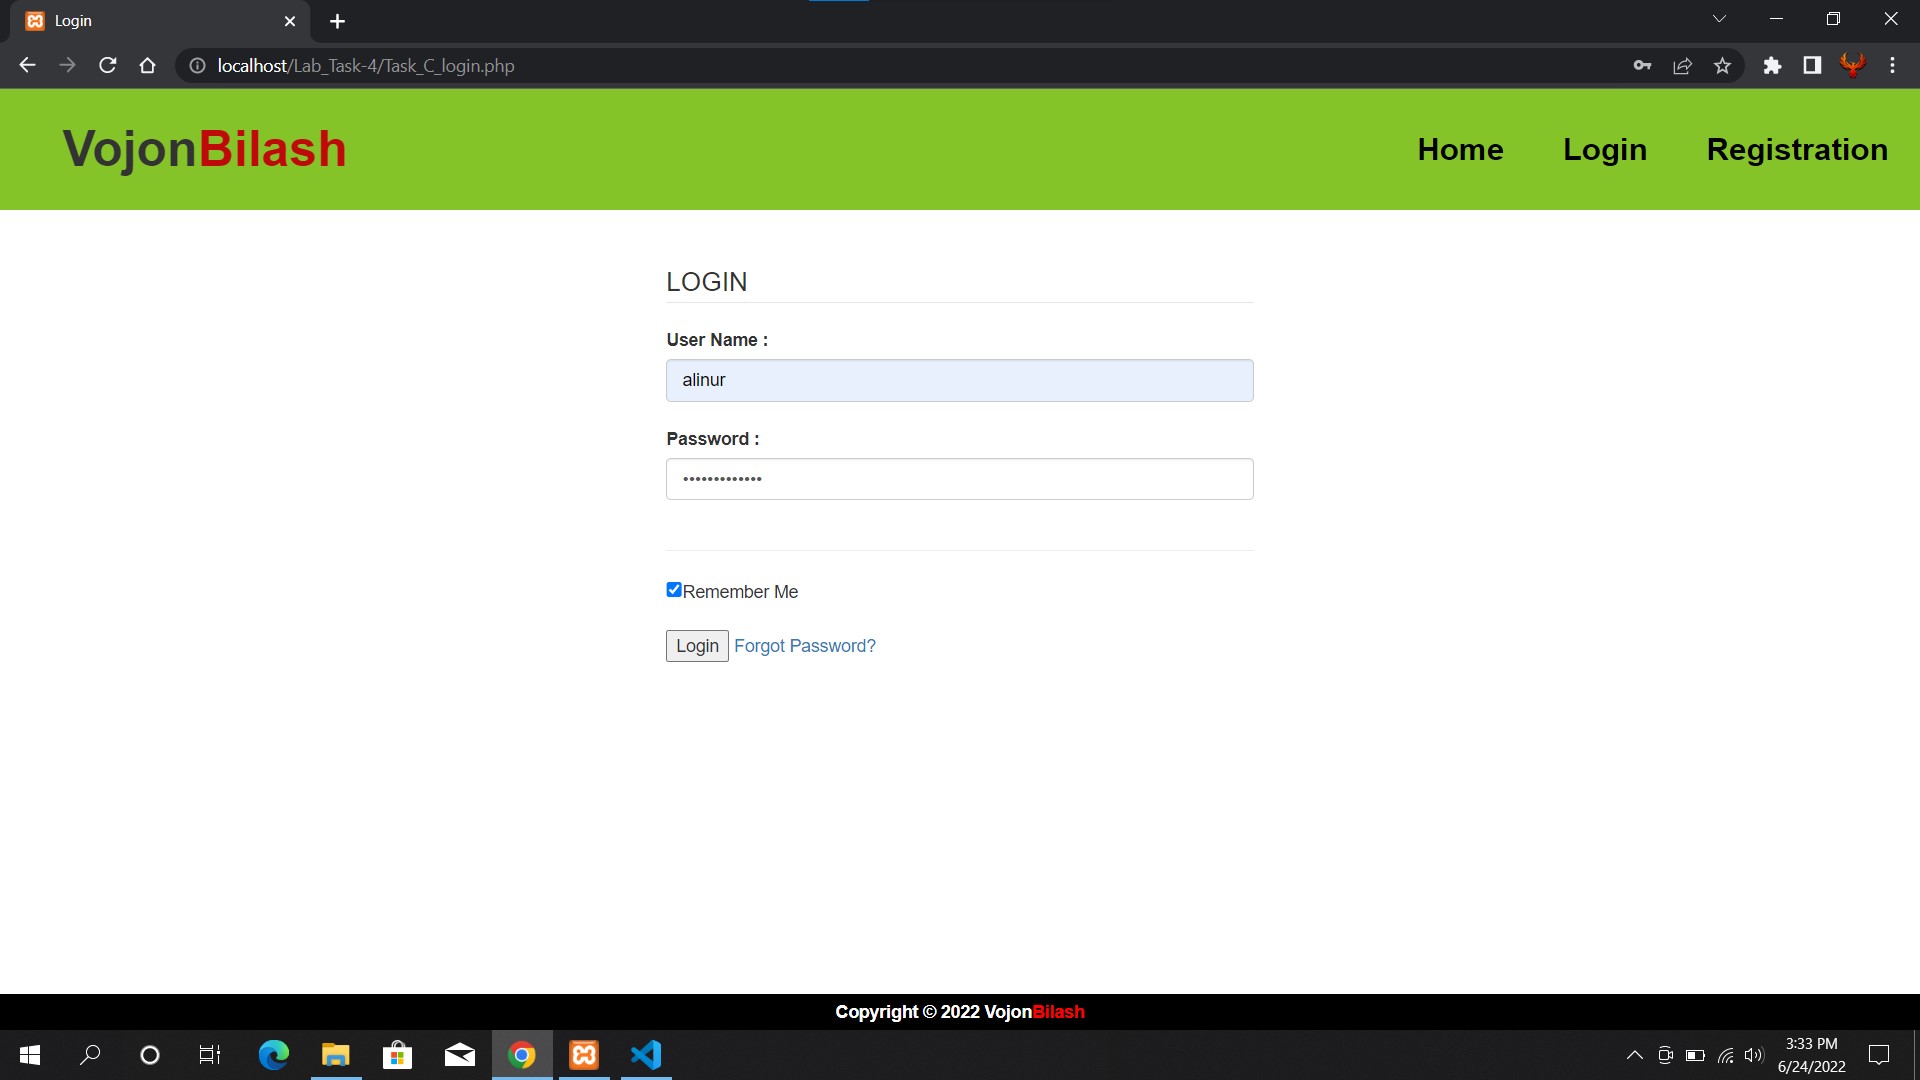 Login
localhost/Lab_Task-4/Task_C_login.php
VojonBilash
Home Login Registration
LOGIN
User Name :
alinur
Password :
•••••••••••••
Remember Me
Login Forgot Password?
Copyright © 2022 VojonBilash
3:33 PM
6/24/2022